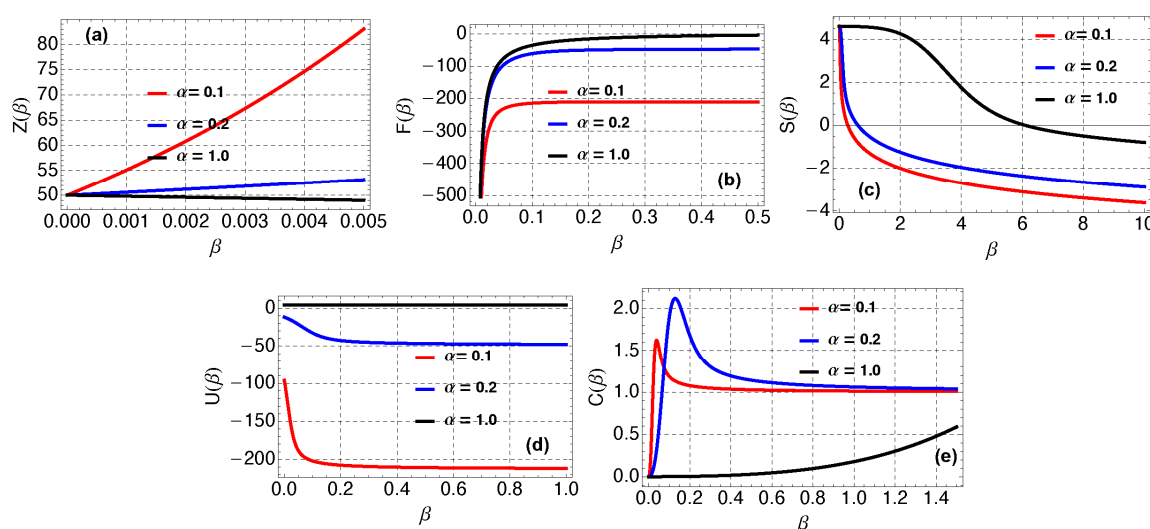 (a)
Z(β)
85
80
75
70
65
60
55
50
0.000 0.001 0.002 0.003 0.004 0.005
β
α= 0.1
α= 0.2
α= 1.0
F(β)
0
−100
−200
−300
−400
−500
0.0 0.1 0.2 0.3 0.4 0.5
β
α= 0.1
α= 0.2
α= 1.0
(b)
S(β)
4
2
0
−2
−4
0 2 4 6 8 10
β
α= 0.1
α= 0.2
α= 1.0
(c)
U(β)
0
−50
−100
−150
−200
0.0 0.2 0.4 0.6 0.8 1.0
β
α= 0.1
α= 0.2
α= 1.0
(d)
C(β)
2.0
1.5
1.0
0.5
0.0
0.0 0.2 0.4 0.6 0.8 1.0 1.2 1.4
β
α= 0.1
α= 0.2
α= 1.0
(e)